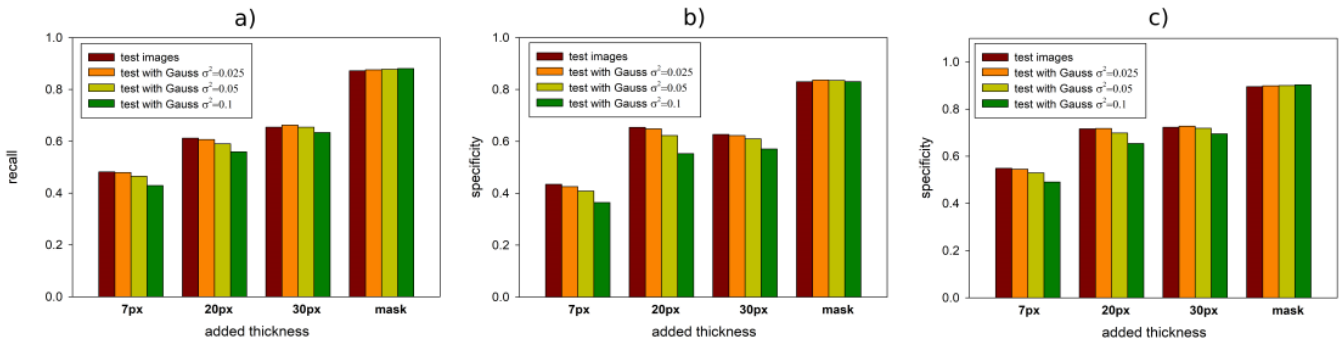 a)
test images
test with Gauss σ²=0.025
test with Gauss σ²=0.05
test with Gauss σ²=0.1
recall
1.0
0.8
0.6
0.4
0.2
0.0
7px 20px 30px mask
added thickness
b)
test images
test with Gauss σ²=0.025
test with Gauss σ²=0.05
test with Gauss σ²=0.1
specificity
1.0
0.8
0.6
0.4
0.2
0.0
7px 20px 30px mask
added thickness
c)
test images
test with Gauss σ²=0.025
test with Gauss σ²=0.05
test with Gauss σ²=0.1
specificity
1.0
0.8
0.6
0.4
0.2
0.0
7px 20px 30px mask
added thickness